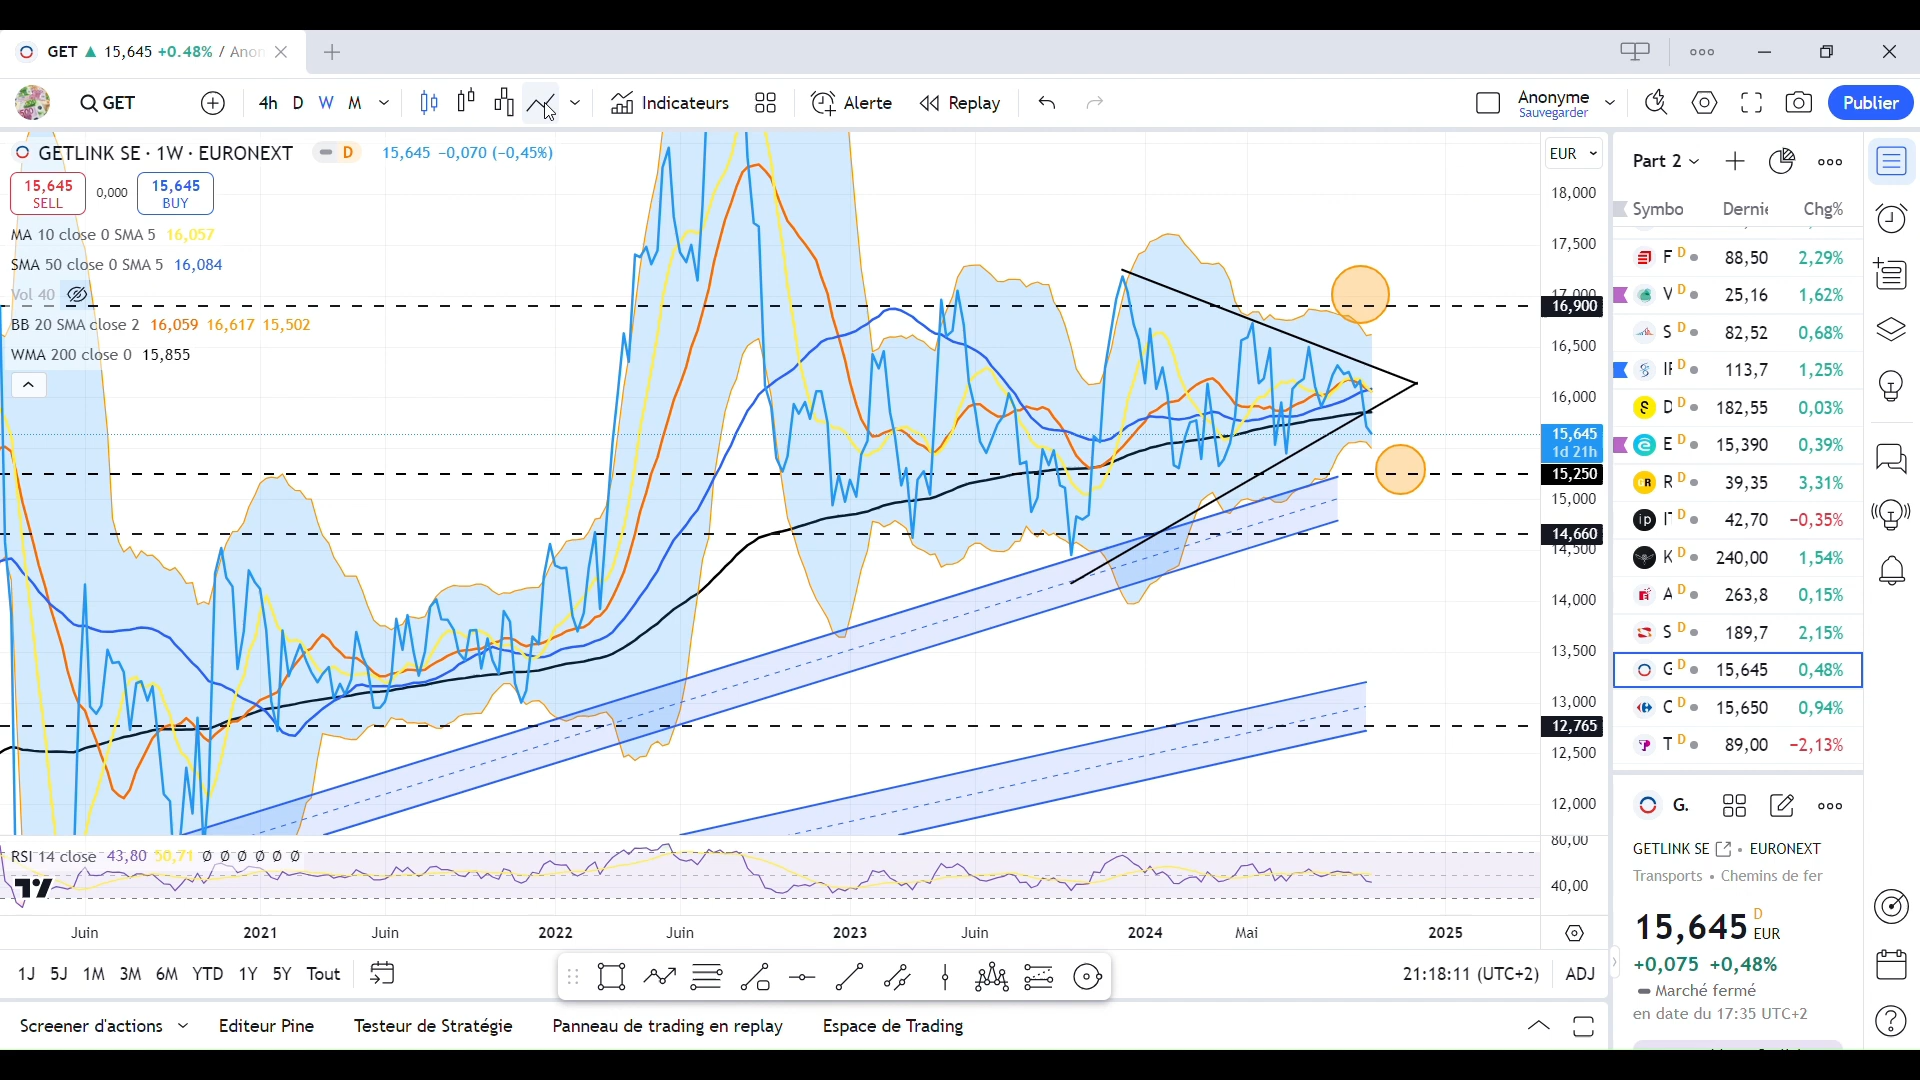 GET ▲ 15,645 +0.48% / Anon
GET
4h D W M
Indicateurs
Alerte
Replay
Anonyme
Sauvegarder
Publier
GETLINK SE · 1W · EURONEXT
D
15,645 −0,070 (−0,45%)
15,645
SELL
0,000
15,645
BUY
MA 10 close 0 SMA 5 16,057
SMA 50 close 0 SMA 5 16,084
Vol 40
BB 20 SMA close 2 16,059 16,617 15,502
WMA 200 close 0 15,855
EUR
18,000
17,500
17,000
16,900
16,500
16,000
15,645
1d 21h
15,250
15,000
14,660
14,500
14,000
13,500
13,000
12,765
12,500
12,000
RSI 14 close 43,80 50,71 Ø Ø Ø Ø Ø Ø
80,00
40,00
Juin 2021 Juin 2022 Juin 2023 Juin 2024 Mai 2025
1J 5J 1M 3M 6M YTD 1Y 5Y Tout
21:18:11 (UTC+2)
ADJ
Screener d'actions
Editeur Pine
Testeur de Stratégie
Panneau de trading en replay
Espace de Trading
Part 2
Symbo Dernie Chg%
F D 88,50 2,29%
V D 25,16 1,62%
S D 82,52 0,68%
D 113,7 1,25%
D D 182,55 0,03%
E D 15,390 0,39%
R D 39,35 3,31%
D 42,70 −0,35%
K D 240,00 1,54%
A D 263,8 0,15%
S D 189,7 2,15%
G D 15,645 0,48%
C D 15,650 0,94%
T D 89,00 −2,13%
G.
GETLINK SE • EURONEXT
Transports • Chemins de fer
15,645 D EUR
+0,075 +0,48%
Marché fermé
en date du 17:35 UTC+2